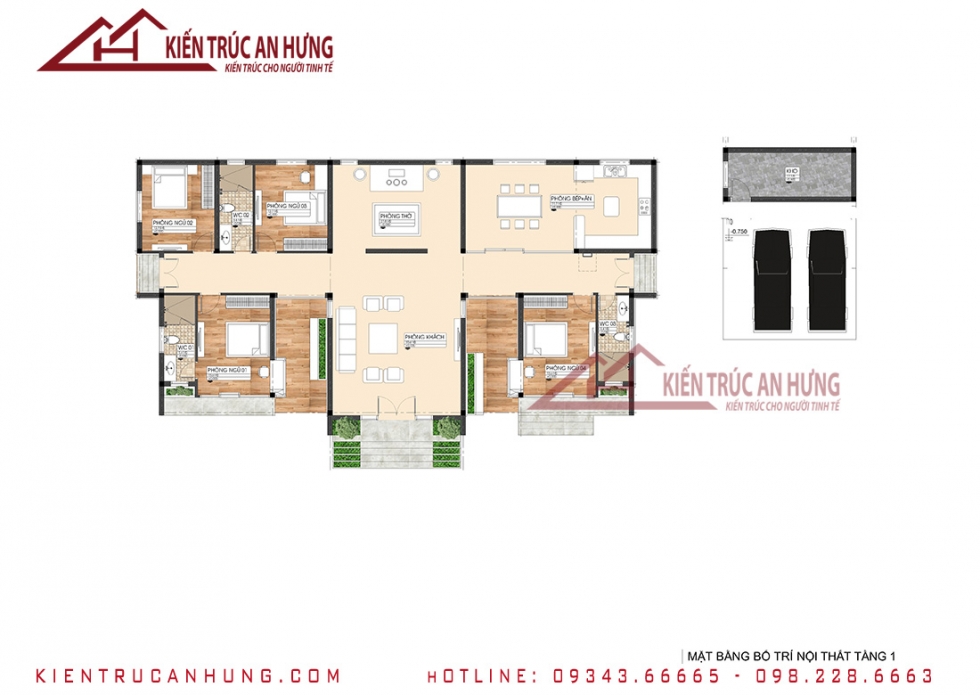 KIẾN TRÚC AN HƯNG
KIẾN TRÚC CHO NGƯỜI TINH TẾ
PHÒNG NGỦ 02
WC 02
PHÒNG NGỦ 03
PHÒNG THỜ
PHÒNG BẾP+ĂN
KHO
-0.750
WC 01
PHÒNG NGỦ 01
PHÒNG KHÁCH
PHÒNG NGỦ 04
WC 03
KIẾN TRÚC AN HƯNG
KIẾN TRÚC CHO NGƯỜI TINH TẾ
MẶT BẰNG BỐ TRÍ NỘI THẤT TẦNG 1
KIENTRUCANHUNG.COM
HOTLINE: 09343.66665 - 098.228.6663